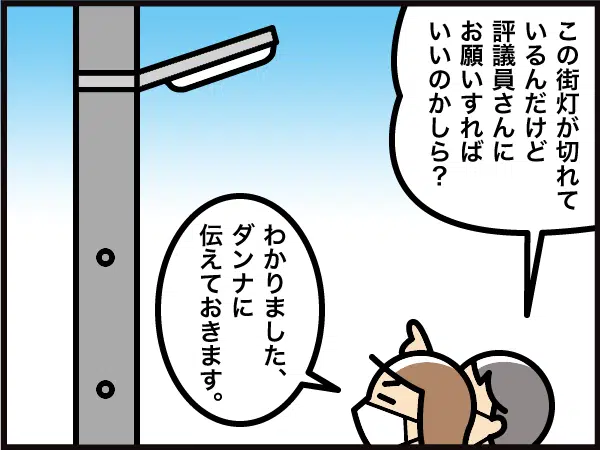 この街灯が切れて
いるんだけど
評議員さんに
お願いすれば
いいのかしら？
わかりました、
ダンナに
伝えておきます。